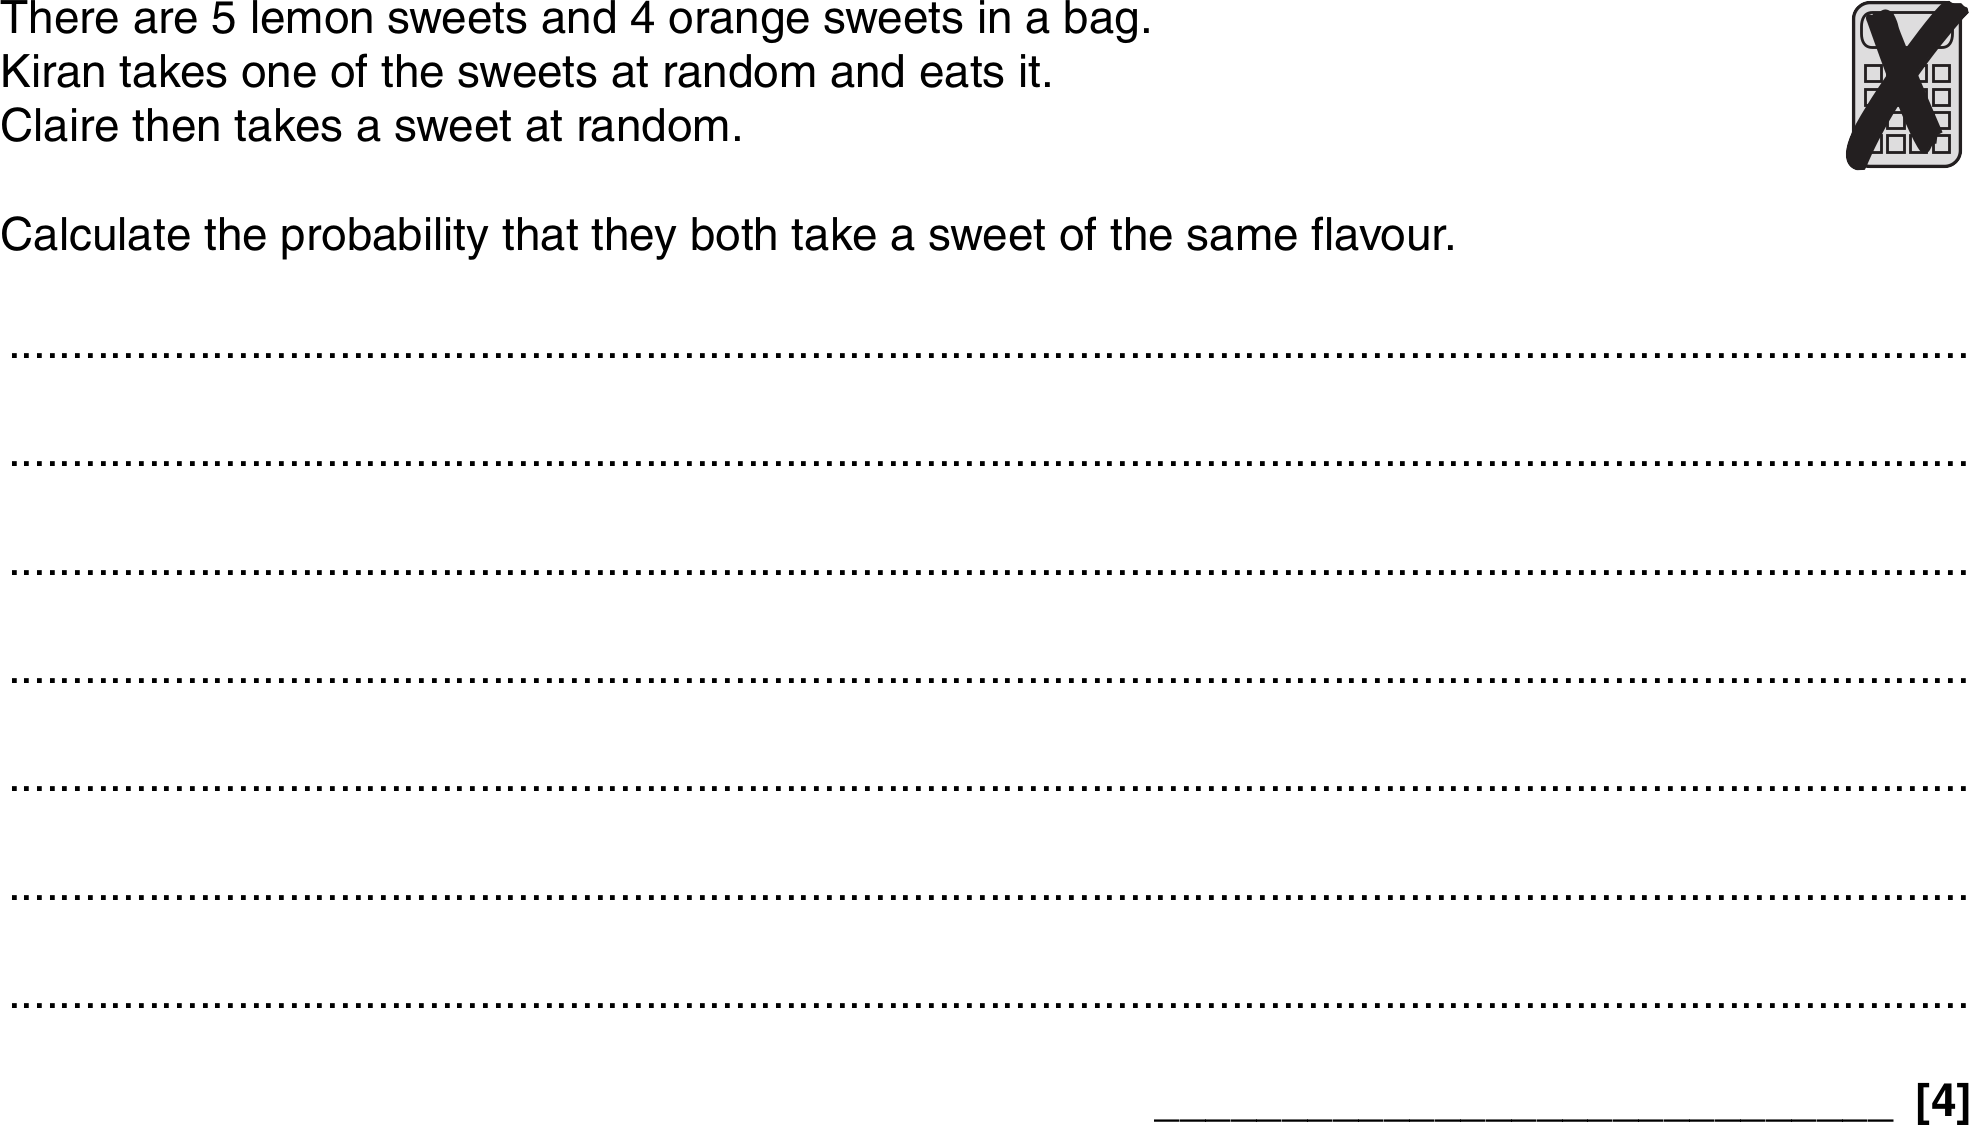 There are 5 lemon sweets and 4 orange sweets in a bag.
Kiran takes one of the sweets at random and eats it.
Claire then takes a sweet at random.
Calculate the probability that they both take a sweet of the same flavour.
[4]